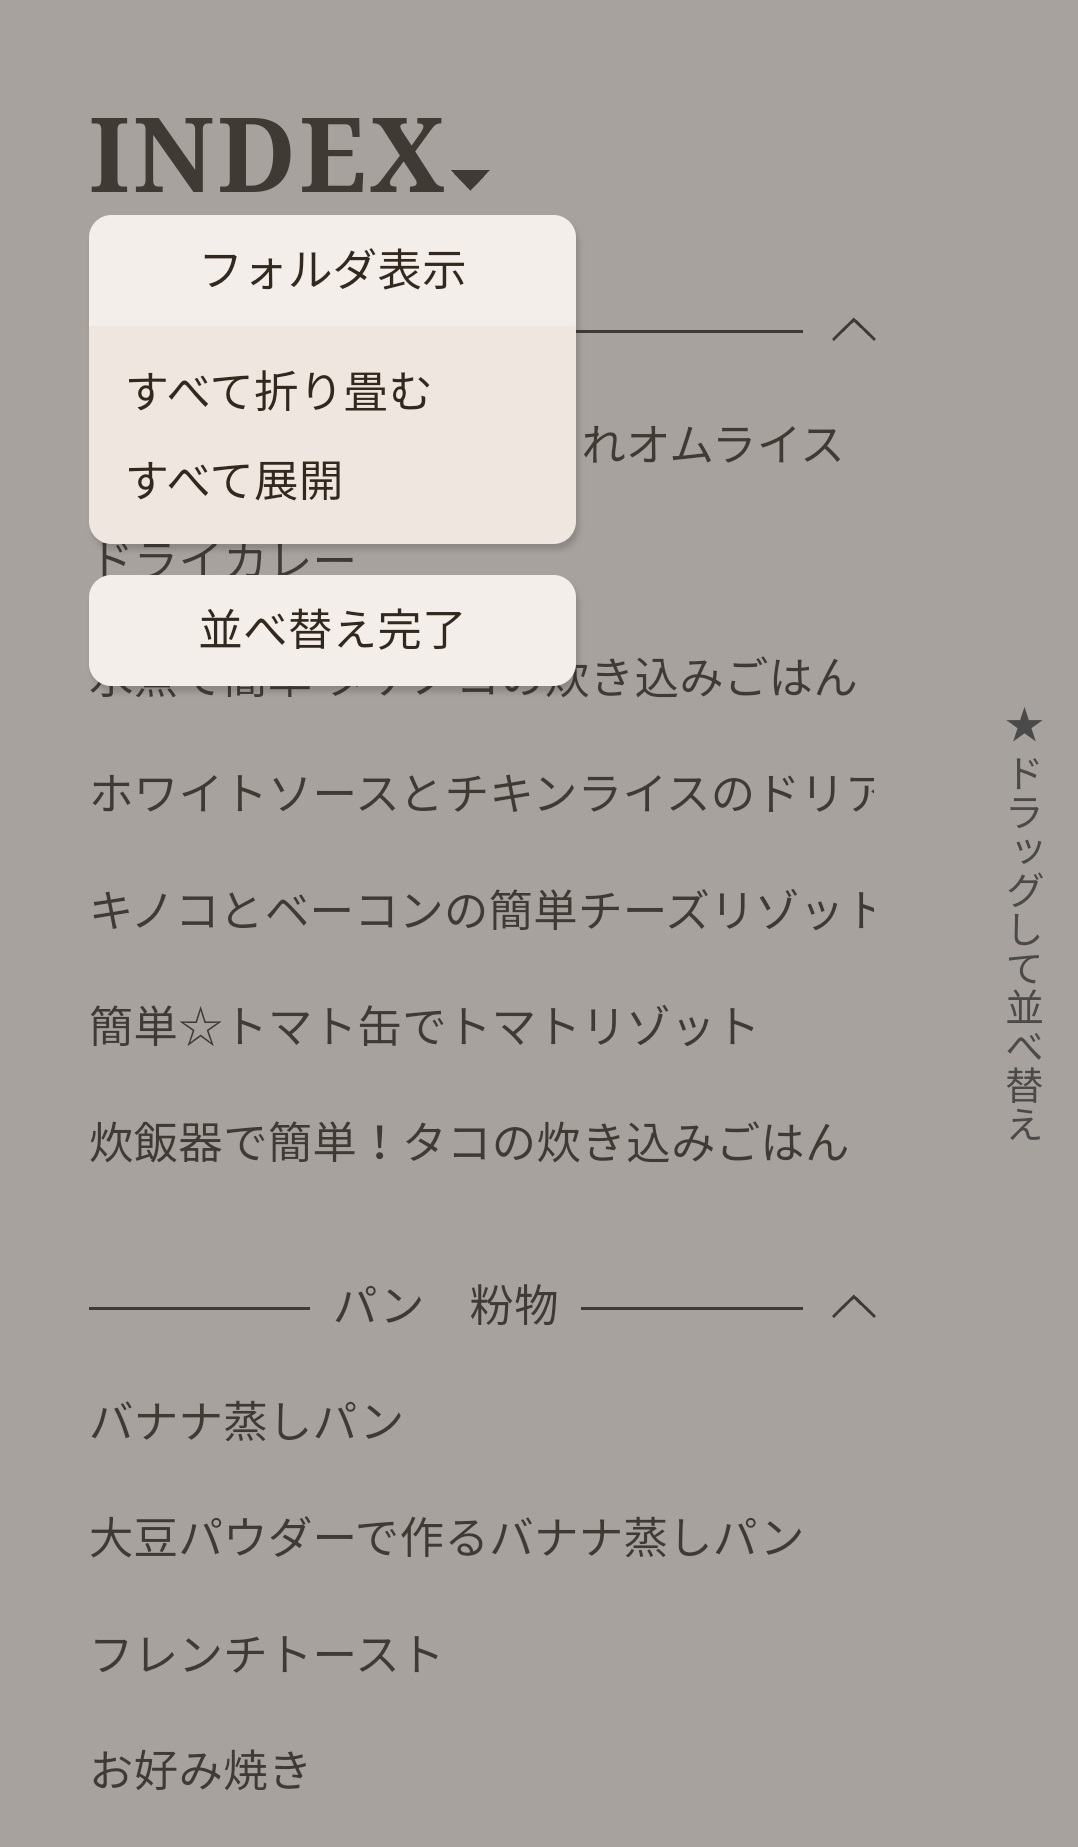 INDEX
フォルダ表示
すべて折り畳む
すべて展開
れオムライス
ドライカレー
並べ替え完了
炊き込みごはん
ホワイトソースとチキンライスのドリア
キノコとベーコンの簡単チーズリゾット
簡単☆トマト缶でトマトリゾット
炊飯器で簡単！タコの炊き込みごはん
パン　粉物
バナナ蒸しパン
大豆パウダーで作るバナナ蒸しパン
フレンチトースト
お好み焼き
★ドラッグして並べ替え